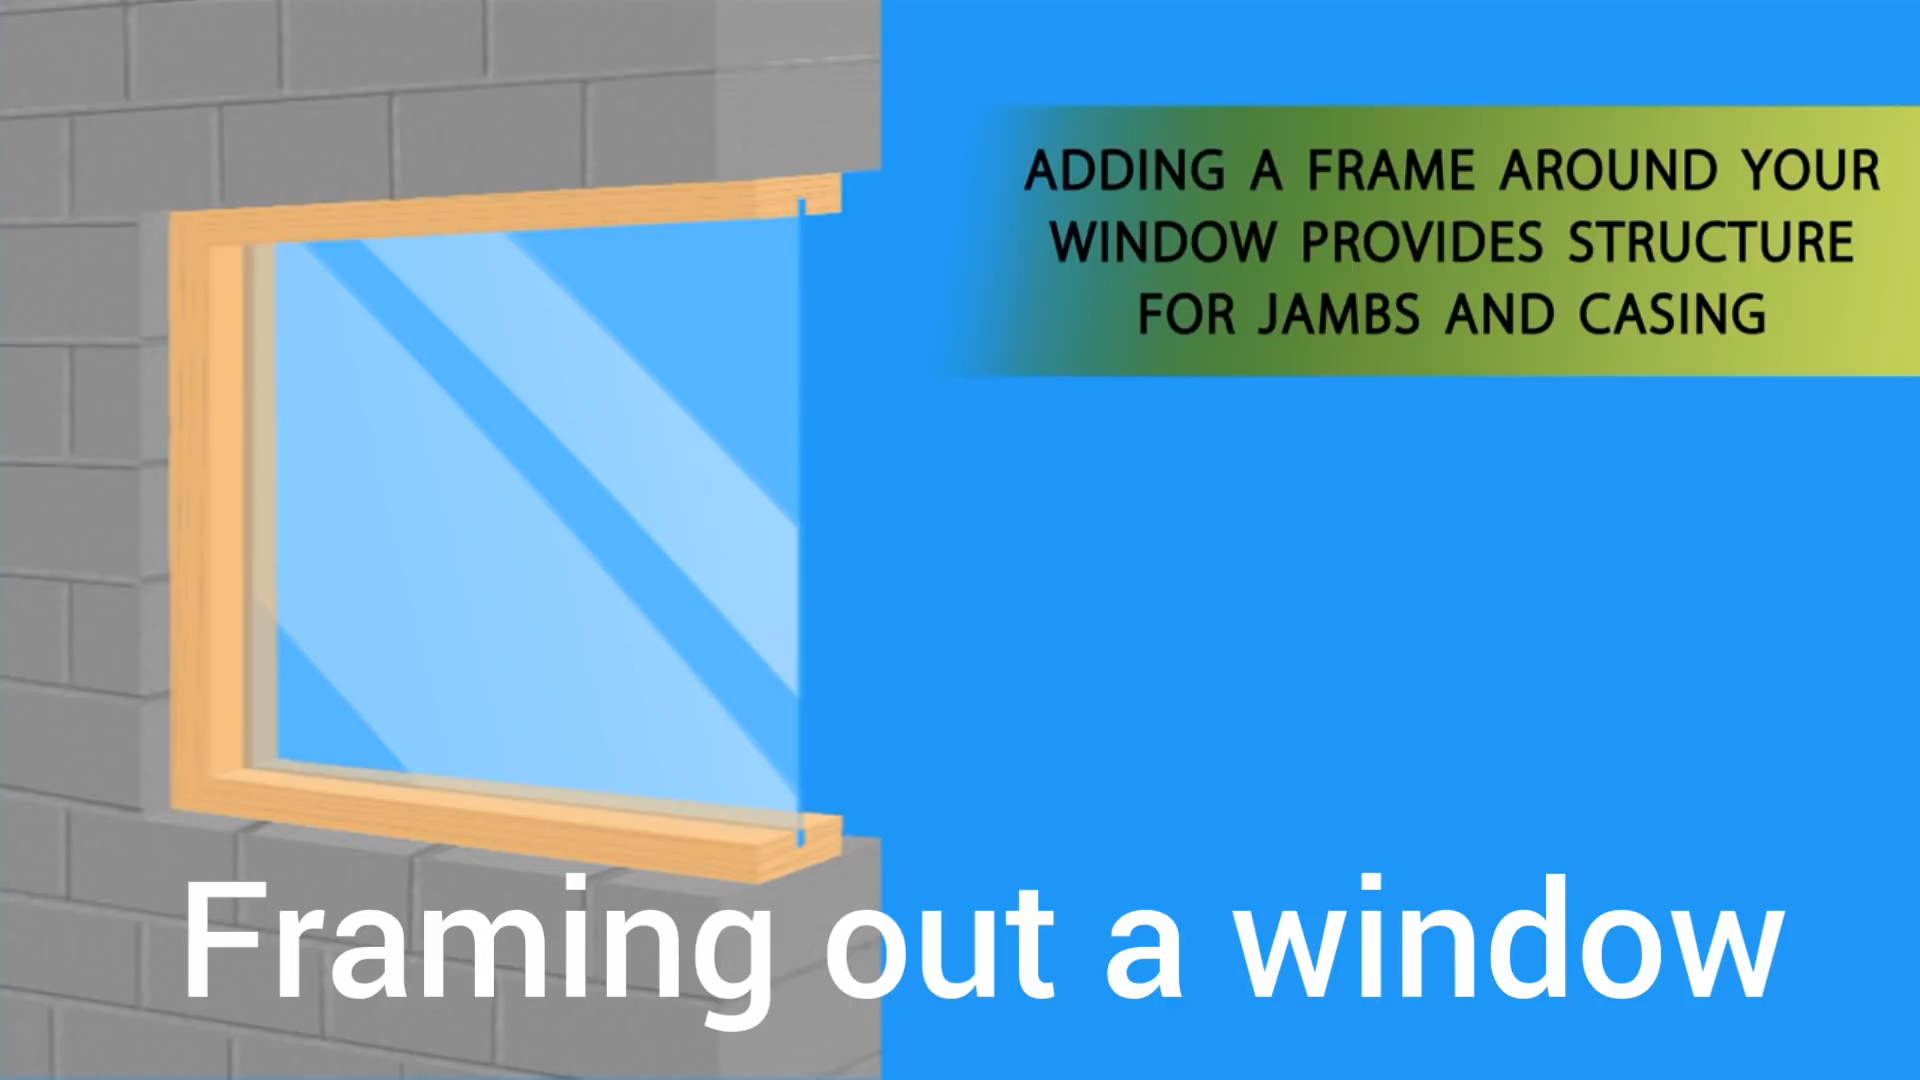 ADDING A FRAME AROUND YOUR
WINDOW PROVIDES STRUCTURE
FOR JAMBS AND CASING
Framing out a window